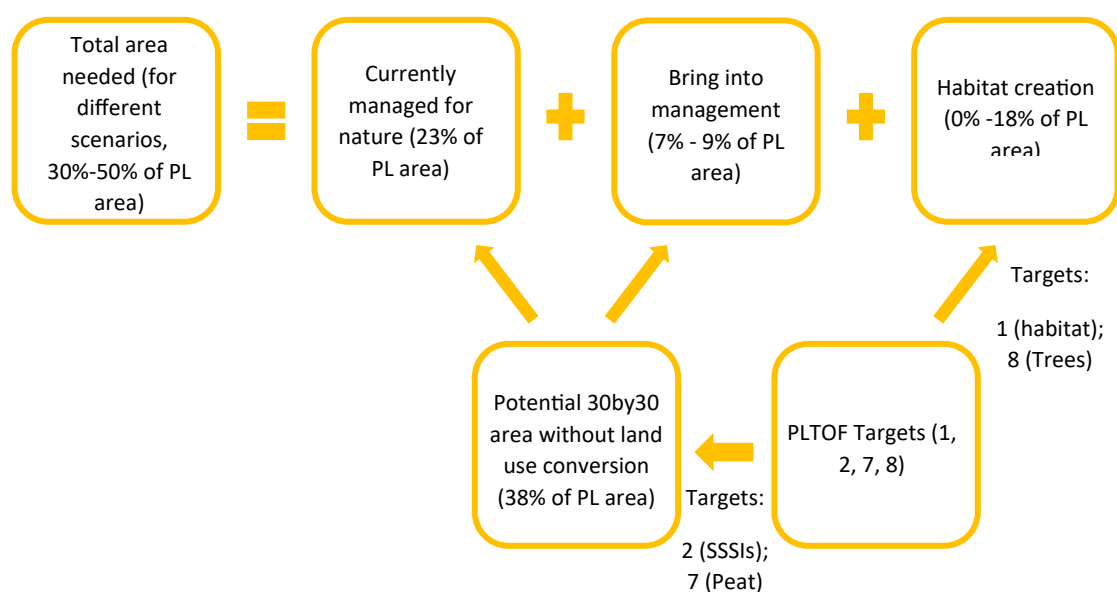 Total area
needed (for
different
scenarios,
30%-50% of PL
area)
Currently
managed for
nature (23% of
PL area)
Bring into
management
(7% - 9% of PL
area)
Habitat creation
(0% -18% of PL
area)
Targets:
1 (habitat);
8 (Trees)
Potential 30by30
area without land
use conversion
(38% of PL area)
PLTOF Targets (1,
2, 7, 8)
Targets:
2 (SSSIs);
7 (Peat)